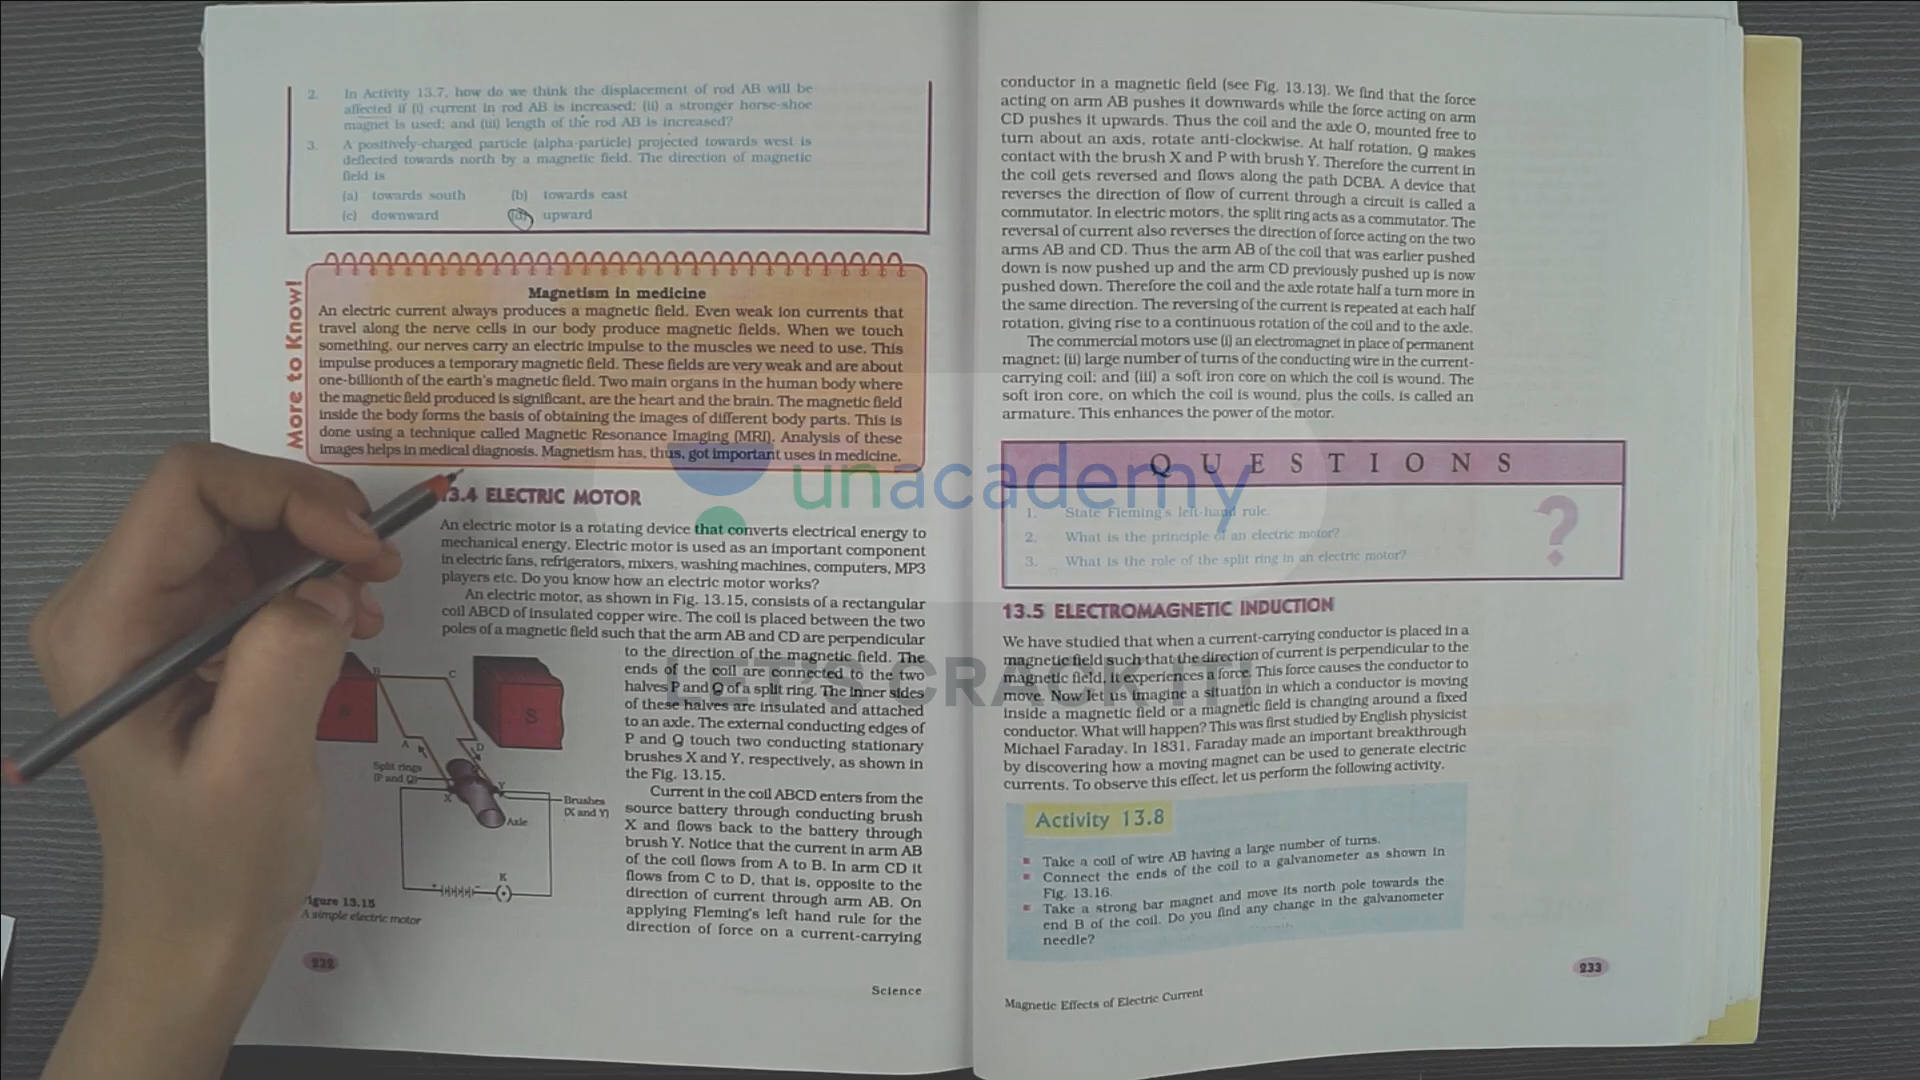 2. In Activity 13.7, how do we think the displacement of rod AB will be
affected if (i) current in rod AB is increased; (ii) a stronger horse-shoe
magnet is used; and (iii) length of the rod AB is increased?
3. A positively-charged particle (alpha-particle) projected towards west is
deflected towards north by a magnetic field. The direction of magnetic
field is
(a) towards south (b) towards east
(c) downward (d) upward
More to Know!
Magnetism in medicine
An electric current always produces a magnetic field. Even weak ion currents that
travel along the nerve cells in our body produce magnetic fields. When we touch
something, our nerves carry an electric impulse to the muscles we need to use. This
impulse produces a temporary magnetic field. These fields are very weak and are about
one-billionth of the earth's magnetic field. Two main organs in the human body where
the magnetic field produced is significant, are the heart and the brain. The magnetic field
inside the body forms the basis of obtaining the images of different body parts. This is
done using a technique called Magnetic Resonance Imaging (MRI). Analysis of these
images helps in medical diagnosis. Magnetism has, thus, got important uses in medicine.
13.4 ELECTRIC MOTOR
An electric motor is a rotating device that converts electrical energy to
mechanical energy. Electric motor is used as an important component
in electric fans, refrigerators, mixers, washing machines, computers, MP3
players etc. Do you know how an electric motor works?
An electric motor, as shown in Fig. 13.15, consists of a rectangular
coil ABCD of insulated copper wire. The coil is placed between the two
poles of a magnetic field such that the arm AB and CD are perpendicular
to the direction of the magnetic field. The
ends of the coil are connected to the two
halves P and Q of a split ring. The inner sides
of these halves are insulated and attached
to an axle. The external conducting edges of
P and Q touch two conducting stationary
brushes X and Y, respectively, as shown in
the Fig. 13.15.
Current in the coil ABCD enters from the
source battery through conducting brush
X and flows back to the battery through
brush Y. Notice that the current in arm AB
of the coil flows from A to B. In arm CD it
flows from C to D, that is, opposite to the
direction of current through arm AB. On
applying Fleming's left hand rule for the
direction of force on a current-carrying
B C
S
A D
Split rings
(P and Q)
X Y
Brushes
(X and Y)
Axle
K
Figure 13.15
A simple electric motor
232
Science
conductor in a magnetic field (see Fig. 13.13). We find that the force
acting on arm AB pushes it downwards while the force acting on arm
CD pushes it upwards. Thus the coil and the axle O, mounted free to
turn about an axis, rotate anti-clockwise. At half rotation, Q makes
contact with the brush X and P with brush Y. Therefore the current in
the coil gets reversed and flows along the path DCBA. A device that
reverses the direction of flow of current through a circuit is called a
commutator. In electric motors, the split ring acts as a commutator. The
reversal of current also reverses the direction of force acting on the two
arms AB and CD. Thus the arm AB of the coil that was earlier pushed
down is now pushed up and the arm CD previously pushed up is now
pushed down. Therefore the coil and the axle rotate half a turn more in
the same direction. The reversing of the current is repeated at each half
rotation, giving rise to a continuous rotation of the coil and to the axle.
The commercial motors use (i) an electromagnet in place of permanent
magnet; (ii) large number of turns of the conducting wire in the current-
carrying coil; and (iii) a soft iron core on which the coil is wound. The
soft iron core, on which the coil is wound, plus the coils, is called an
armature. This enhances the power of the motor.
QUESTIONS
unacademy
1. State Fleming's left-hand rule.
2. What is the principle of an electric motor?
3. What is the role of the split ring in an electric motor?
?
13.5 ELECTROMAGNETIC INDUCTION
We have studied that when a current-carrying conductor is placed in a
magnetic field such that the direction of current is perpendicular to the
magnetic field, it experiences a force. This force causes the conductor to
move. Now let us imagine a situation in which a conductor is moving
inside a magnetic field or a magnetic field is changing around a fixed
conductor. What will happen? This was first studied by English physicist
Michael Faraday. In 1831, Faraday made an important breakthrough
by discovering how a moving magnet can be used to generate electric
currents. To observe this effect, let us perform the following activity.
LET'S CRACK IT!
Activity 13.8
Take a coil of wire AB having a large number of turns.
Connect the ends of the coil to a galvanometer as shown in
Fig. 13.16.
Take a strong bar magnet and move its north pole towards the
end B of the coil. Do you find any change in the galvanometer
needle?
233
Magnetic Effects of Electric Current